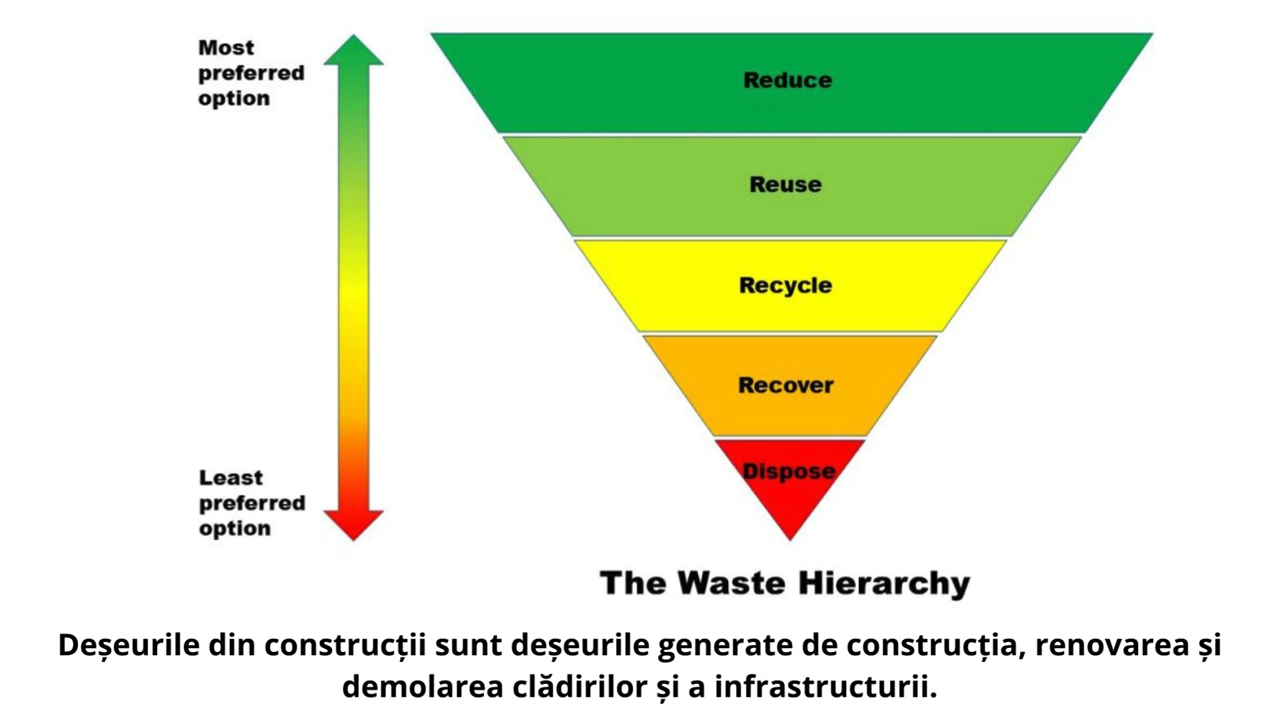 Most
preferred
option
Reduce
Reuse
Recycle
Recover
Dispose
Least
preferred
option
The Waste Hierarchy
Deșeurile din construcții sunt deșeurile generate de construcția, renovarea și
demolarea clădirilor și a infrastructurii.